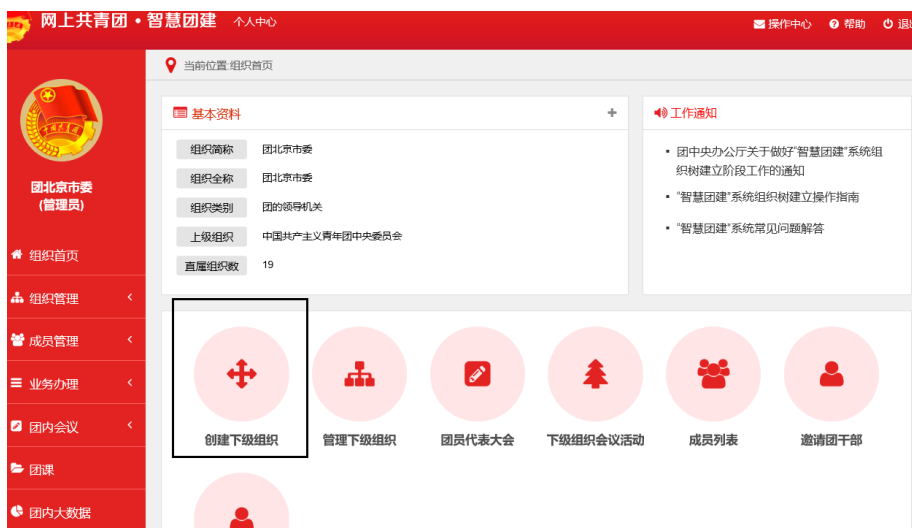 网上共青团·智慧团建 个人中心 操作中心 帮助 退出
当前位置:组织首页
团北京市委
(管理员)
组织首页
组织管理
成员管理
业务办理
团内会议
团课
团内大数据
基本资料
组织简称 团北京市委
组织全称 团北京市委
组织类别 团的领导机关
上级组织 中国共产主义青年团中央委员会
直属组织数 19
工作通知
团中央办公厅关于做好"智慧团建"系统组
织树建立阶段工作的通知
"智慧团建"系统组织树建立操作指南
"智慧团建"系统常见问题解答
创建下级组织 管理下级组织 团员代表大会 下级组织会议活动 成员列表 邀请团干部